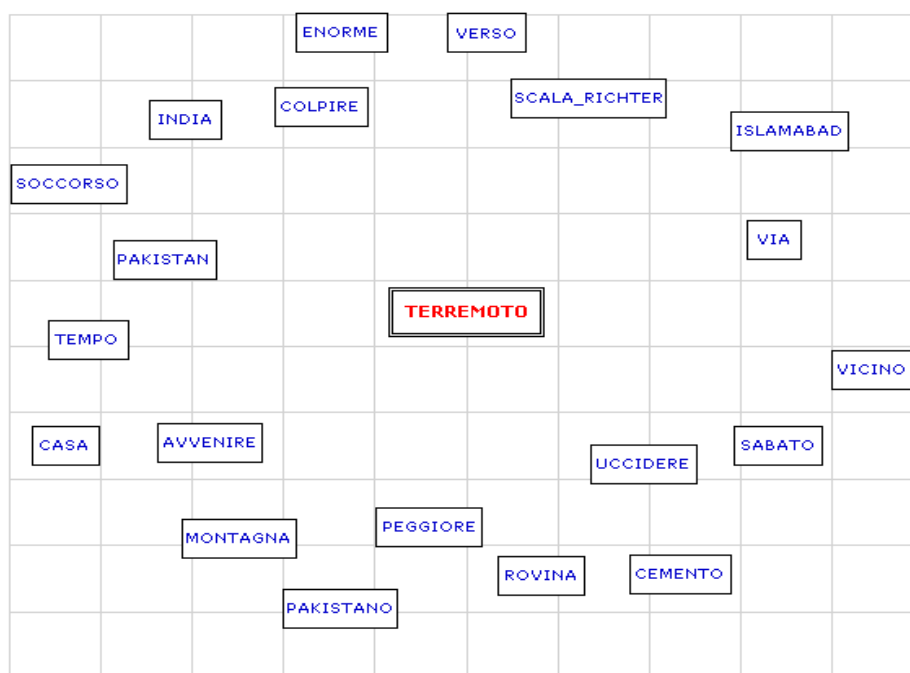 ENORME
VERSO
SCALA_RICHTER
COLPIRE
INDIA
ISLAMABAD
SOCCORSO
VIA
PAKISTAN
TERREMOTO
TEMPO
VICINO
CASA
AVVENIRE
SABATO
UCCIDERE
PEGGIORE
MONTAGNA
ROVINA
CEMENTO
PAKISTANO